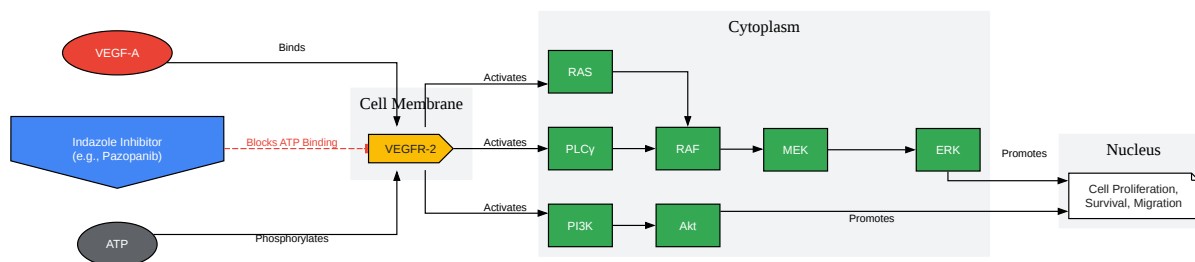 Cytoplasm
VEGF-A
Binds
Activates
RAS
Cell Membrane
Indazole Inhibitor
(e.g., Pazopanib)
Blocks ATP Binding
VEGFR-2
Activates
PLCγ
RAF
MEK
ERK
Promotes
Nucleus
Cell Proliferation,
Survival, Migration
Activates
PI3K
Akt
Promotes
ATP
Phosphorylates